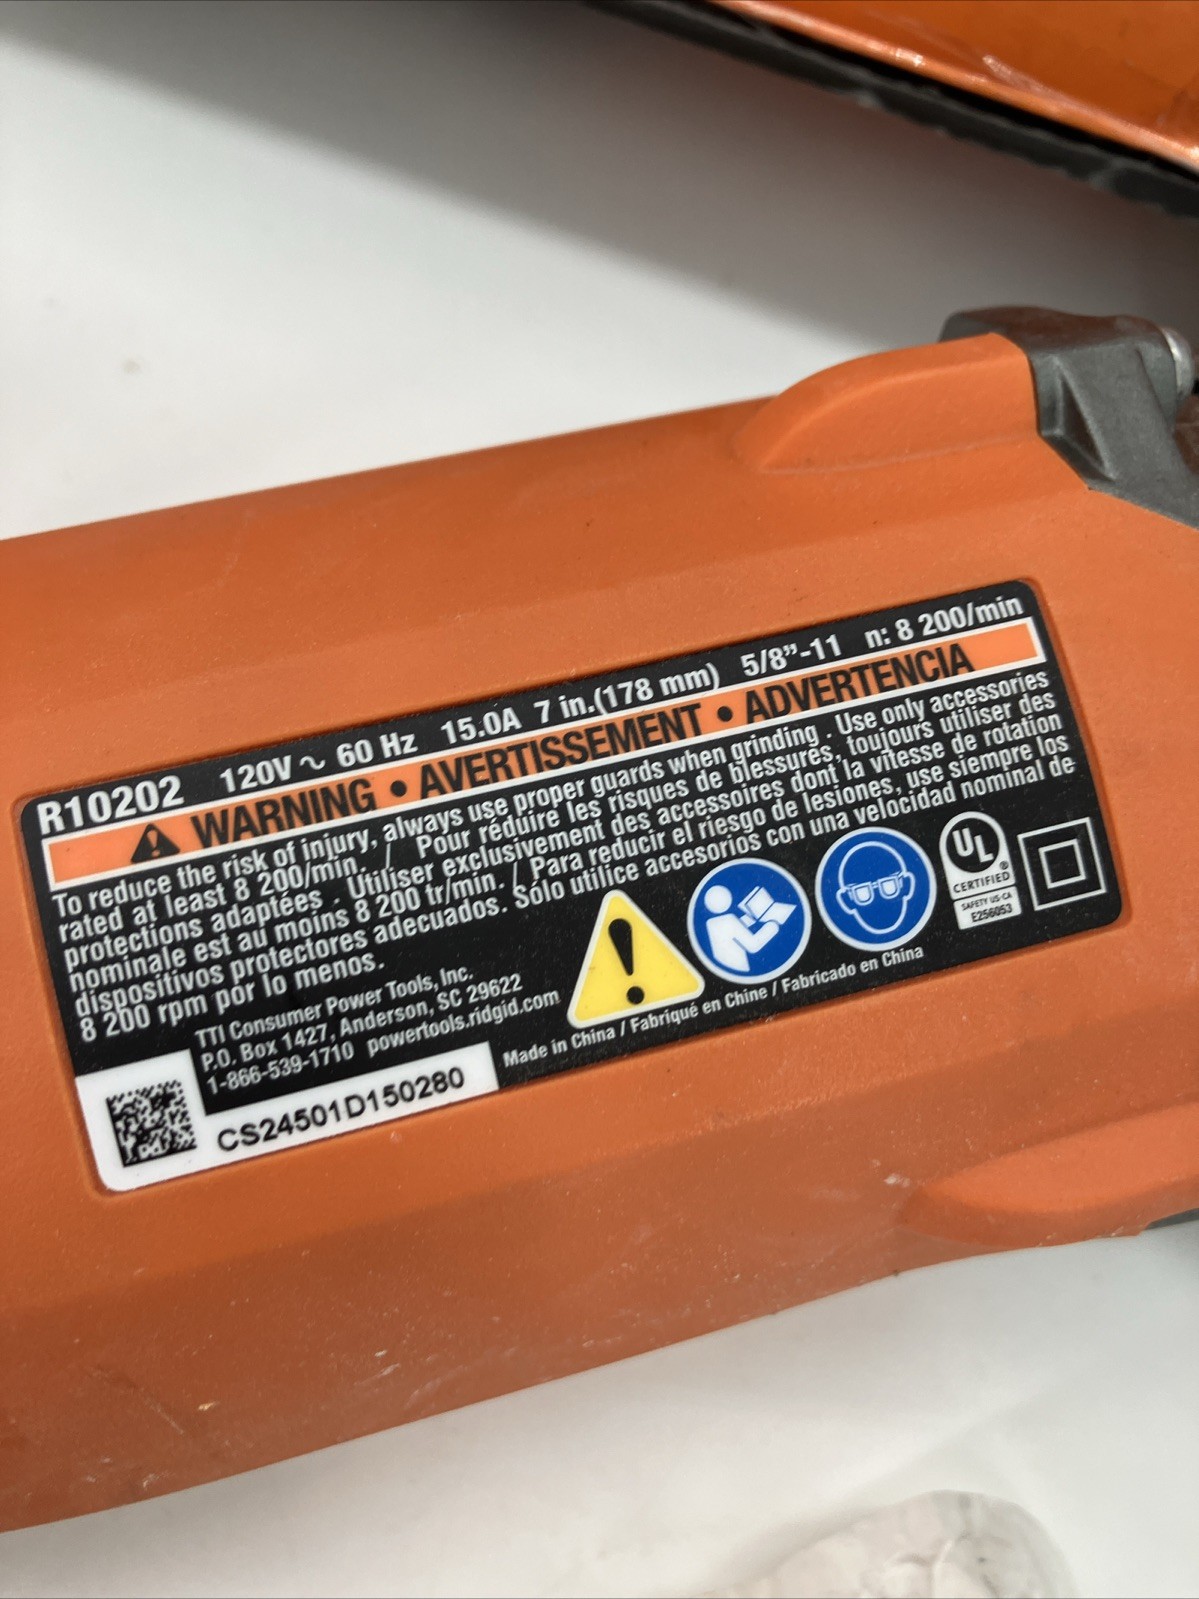 R10202 120V ~ 60 Hz 15.0A 7 in.(178 mm) 5/8”-11 n: 8 200/min
WARNING • AVERTISSEMENT • ADVERTENCIA
To reduce the risk of injury, always use proper guards when grinding . Use only accessories
rated at least 8 200/min. / Pour réduire les risques de blessures, toujours utiliser des
protections adaptées . Utiliser exclusivement des accessoires dont la vitesse de rotation
nominale est au moins 8 200 tr/min. / Para reducir el riesgo de lesiones, use siempre los
dispositivos protectores adecuados. Sólo utilice accesorios con una velocidad nominal de
8 200 rpm por lo menos.
TTI Consumer Power Tools, Inc.
P.O. Box 1427, Anderson, SC 29622
1-866-539-1710 powertools.ridgid.com
Made in China / Fabriqué en Chine / Fabricado en China
UL ®
CERTIFIED
SAFETY US-CA
E256053
CS24501D150280